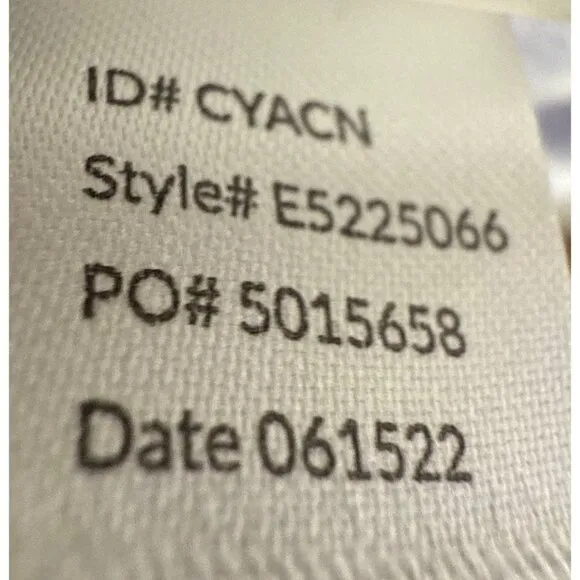 ID# CYACN
Style# E5225066
PO# 5015658
Date 061522